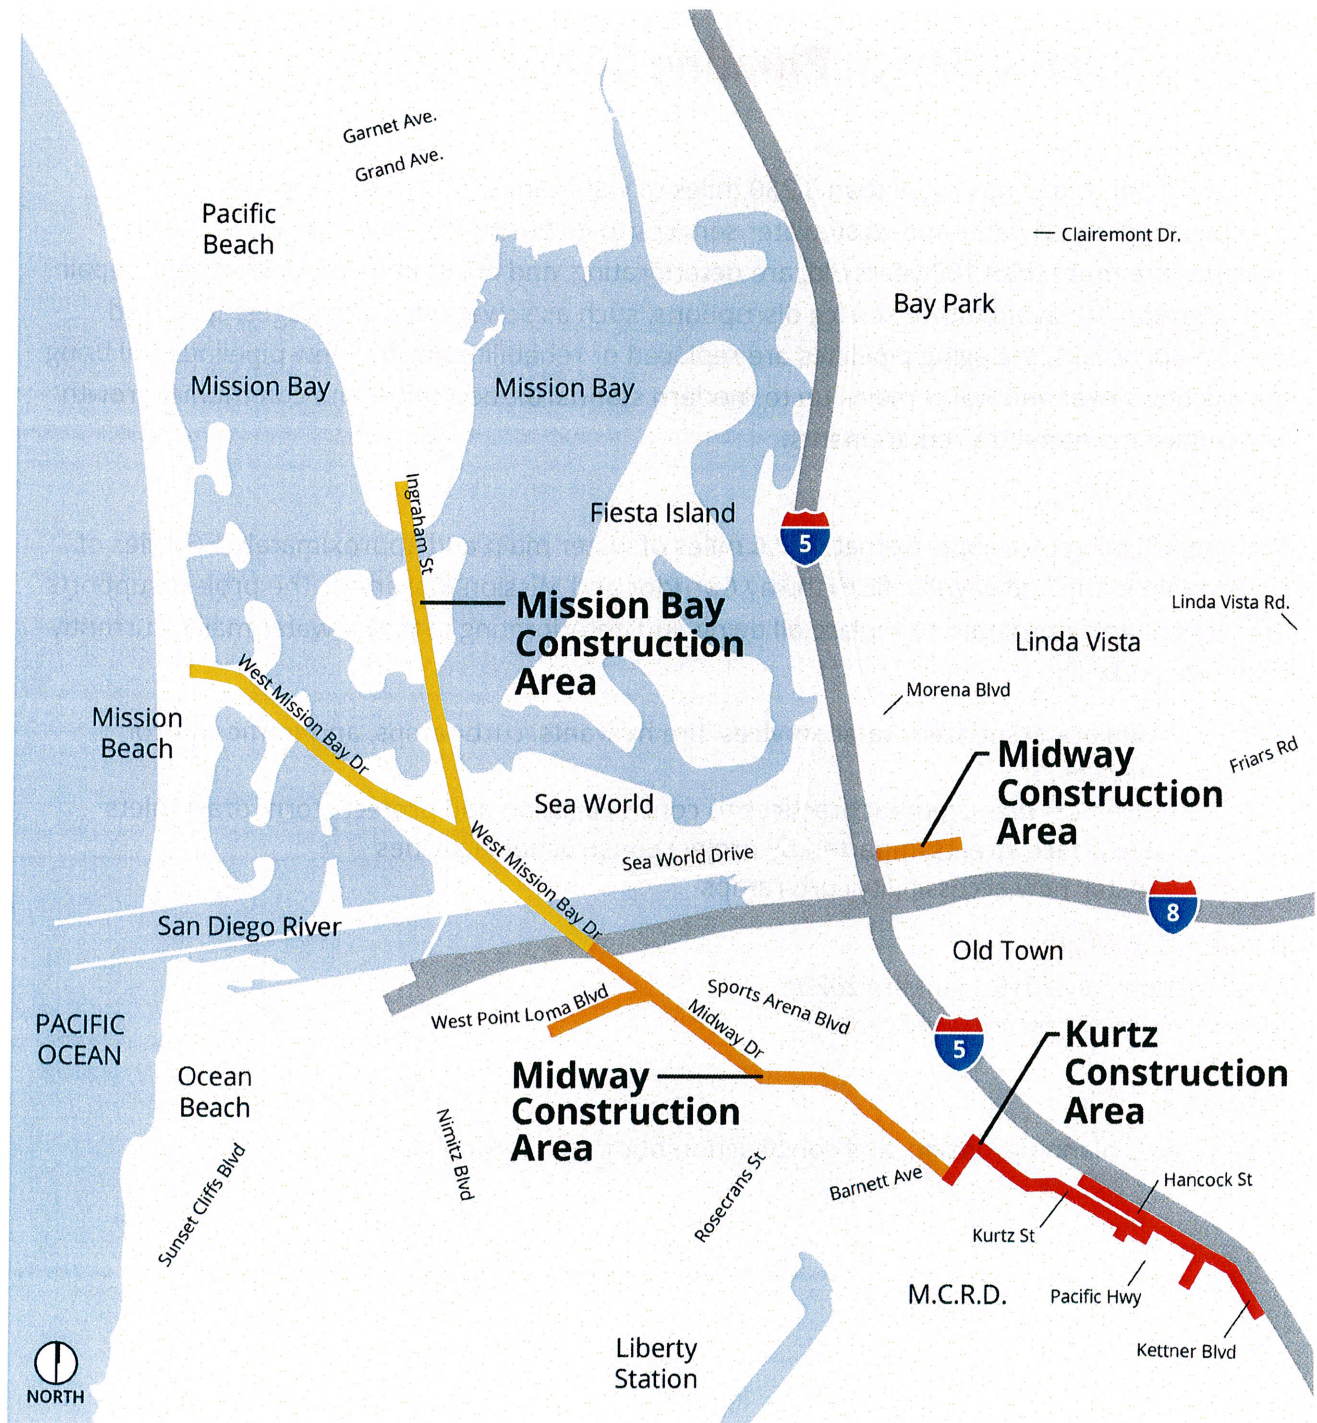 Garnet Ave.
Grand Ave.
Pacific
Beach
Clairemont Dr.
Bay Park
Mission Bay
Mission Bay
Ingraham St
Fiesta Island
5
Mission Bay
Construction
Area
Linda Vista Rd.
Linda Vista
Morena Blvd
West Mission Bay Dr
Mission
Beach
Friars Rd
Midway
Construction
Area
Sea World
West Mission Bay Dr
Sea World Drive
8
San Diego River
Old Town
West Point Loma Blvd
Sports Arena Blvd
Midway Dr
PACIFIC
OCEAN
5
Kurtz
Construction
Area
Ocean
Beach
Midway
Construction
Area
Nimitz Blvd
Sunset Cliffs Blvd
Rosecrans St
Barnett Ave
Hancock St
Kurtz St
M.C.R.D.
Pacific Hwy
Kettner Blvd
Liberty
Station
NORTH